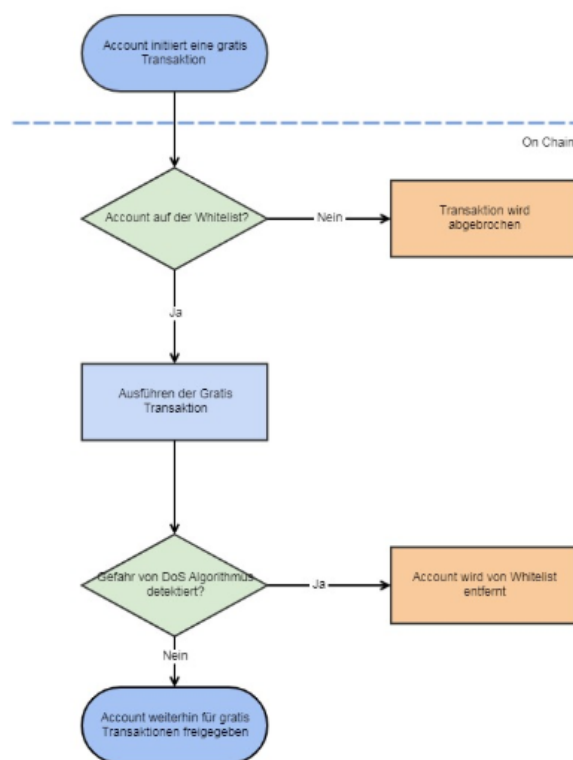 Account initiiert eine gratis
Transaktion
On Chain
Account auf der Whitelist?
Nein
Transaktion wird
abgebrochen
Ja
Ausführen der Gratis
Transaktion
Gefahr von DoS Algorithmus
detektiert?
Ja
Account wird von Whitelist
entfernt
Nein
Account weiterhin für gratis
Transaktionen freigegeben